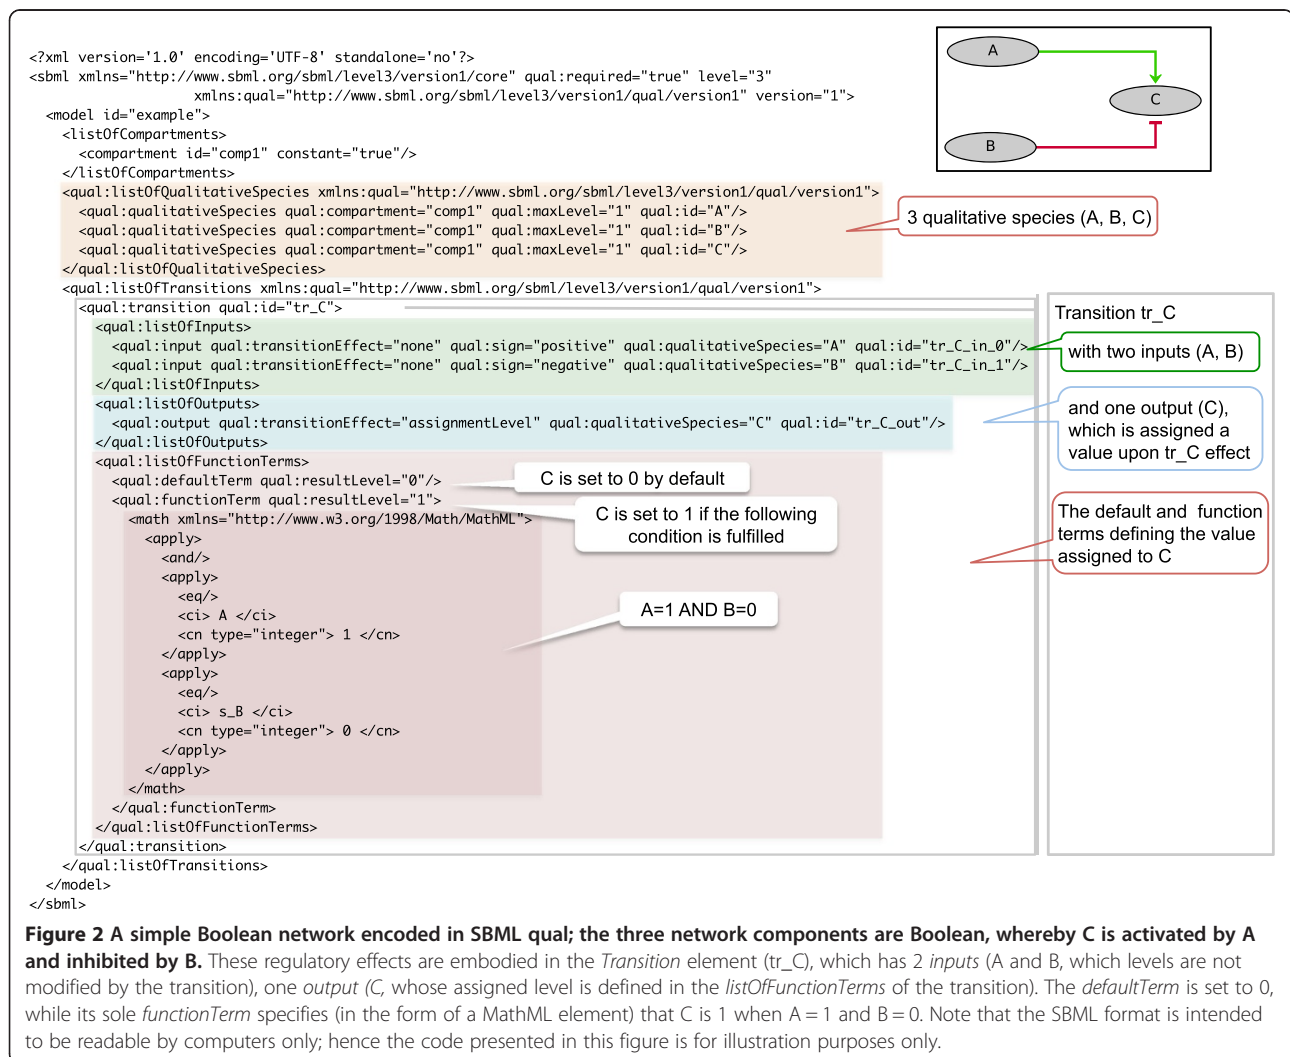 <?xml version='1.0' encoding='UTF-8' standalone='no'?>
<sbml xmlns="http://www.sbml.org/sbml/level3/version1/core" qual:required="true" level="3"
xmlns:qual="http://www.sbml.org/sbml/level3/version1/qual/version1" version="1">
<model id="example">
<listOfCompartments>
<compartment id="comp1" constant="true"/>
</listOfCompartments>
<qual:listOfQualitativeSpecies xmlns:qual="http://www.sbml.org/sbml/level3/version1/qual/version1">
<qual:qualitativeSpecies qual:compartment="comp1" qual:maxLevel="1" qual:id="A"/>
<qual:qualitativeSpecies qual:compartment="comp1" qual:maxLevel="1" qual:id="B"/>
<qual:qualitativeSpecies qual:compartment="comp1" qual:maxLevel="1" qual:id="C"/>
</qual:listOfQualitativeSpecies>
<qual:listOfTransitions xmlns:qual="http://www.sbml.org/sbml/level3/version1/qual/version1">
<qual:transition qual:id="tr_C">
<qual:listOfInputs>
<qual:input qual:transitionEffect="none" qual:sign="positive" qual:qualitativeSpecies="A" qual:id="tr_C_in_0"/>
<qual:input qual:transitionEffect="none" qual:sign="negative" qual:qualitativeSpecies="B" qual:id="tr_C_in_1"/>
</qual:listOfInputs>
<qual:listOfOutputs>
<qual:output qual:transitionEffect="assignmentLevel" qual:qualitativeSpecies="C" qual:id="tr_C_out"/>
</qual:listOfOutputs>
<qual:listOfFunctionTerms>
<qual:defaultTerm qual:resultLevel="0"/>
<qual:functionTerm qual:resultLevel="1">
<math xmlns="http://www.w3.org/1998/Math/MathML">
<apply>
<and/>
<apply>
<eq/>
<ci> A </ci>
<cn type="integer"> 1 </cn>
</apply>
<apply>
<eq/>
<ci> s_B </ci>
<cn type="integer"> 0 </cn>
</apply>
</apply>
</math>
</qual:functionTerm>
</qual:listOfFunctionTerms>
</qual:transition>
</qual:listOfTransitions>
</model>
</sbml>
A
C
B
3 qualitative species (A, B, C)
Transition tr_C
with two inputs (A, B)
and one output (C),
which is assigned a
value upon tr_C effect
C is set to 0 by default
C is set to 1 if the following
condition is fulfilled
The default and function
terms defining the value
assigned to C
A=1 AND B=0
Figure 2 A simple Boolean network encoded in SBML qual; the three network components are Boolean, whereby C is activated by A
and inhibited by B. These regulatory effects are embodied in the Transition element (tr_C), which has 2 inputs (A and B, which levels are not
modified by the transition), one output (C, whose assigned level is defined in the listOfFunctionTerms of the transition). The defaultTerm is set to 0,
while its sole functionTerm specifies (in the form of a MathML element) that C is 1 when A = 1 and B = 0. Note that the SBML format is intended
to be readable by computers only; hence the code presented in this figure is for illustration purposes only.